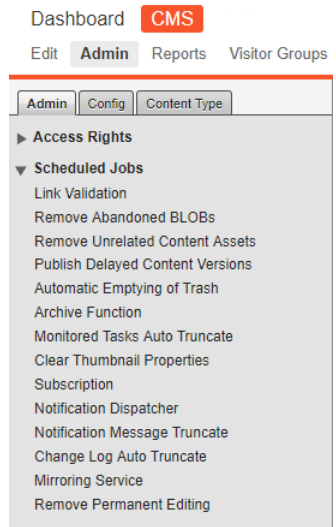 Dashboard CMS
Edit Admin Reports Visitor Groups
Admin Config Content Type
Access Rights
Scheduled Jobs
Link Validation
Remove Abandoned BLOBs
Remove Unrelated Content Assets
Publish Delayed Content Versions
Automatic Emptying of Trash
Archive Function
Monitored Tasks Auto Truncate
Clear Thumbnail Properties
Subscription
Notification Dispatcher
Notification Message Truncate
Change Log Auto Truncate
Mirroring Service
Remove Permanent Editing